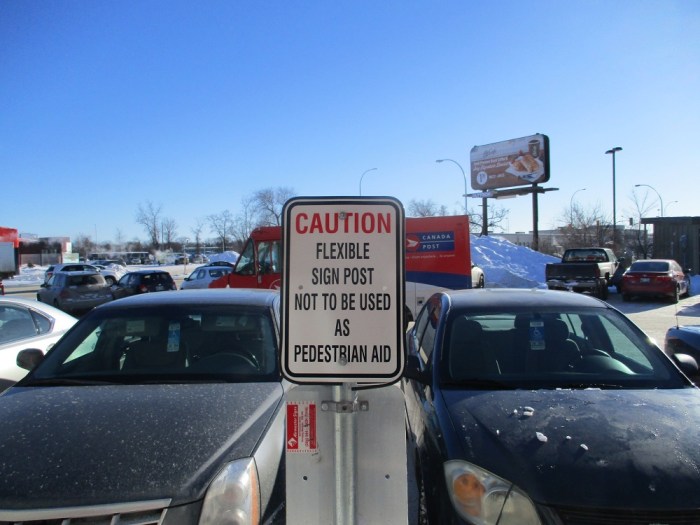 CAUTION
FLEXIBLE
SIGN POST
NOT TO BE USED
AS
PEDESTRIAN AID
CANADA
POST